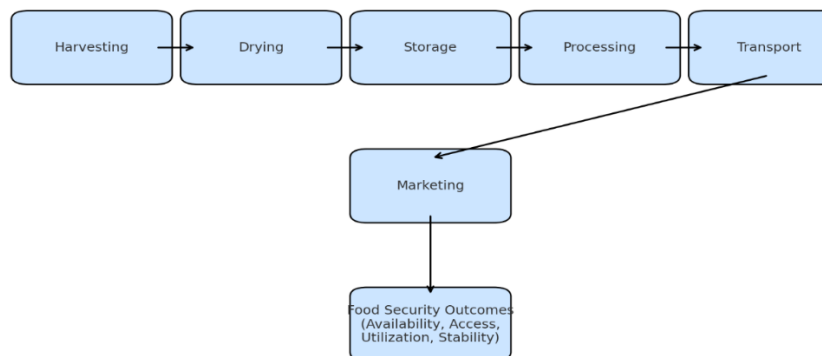 Harvesting
Drying
Storage
Processing
Transport
Marketing
Food Security Outcomes
(Availability, Access,
Utilization, Stability)